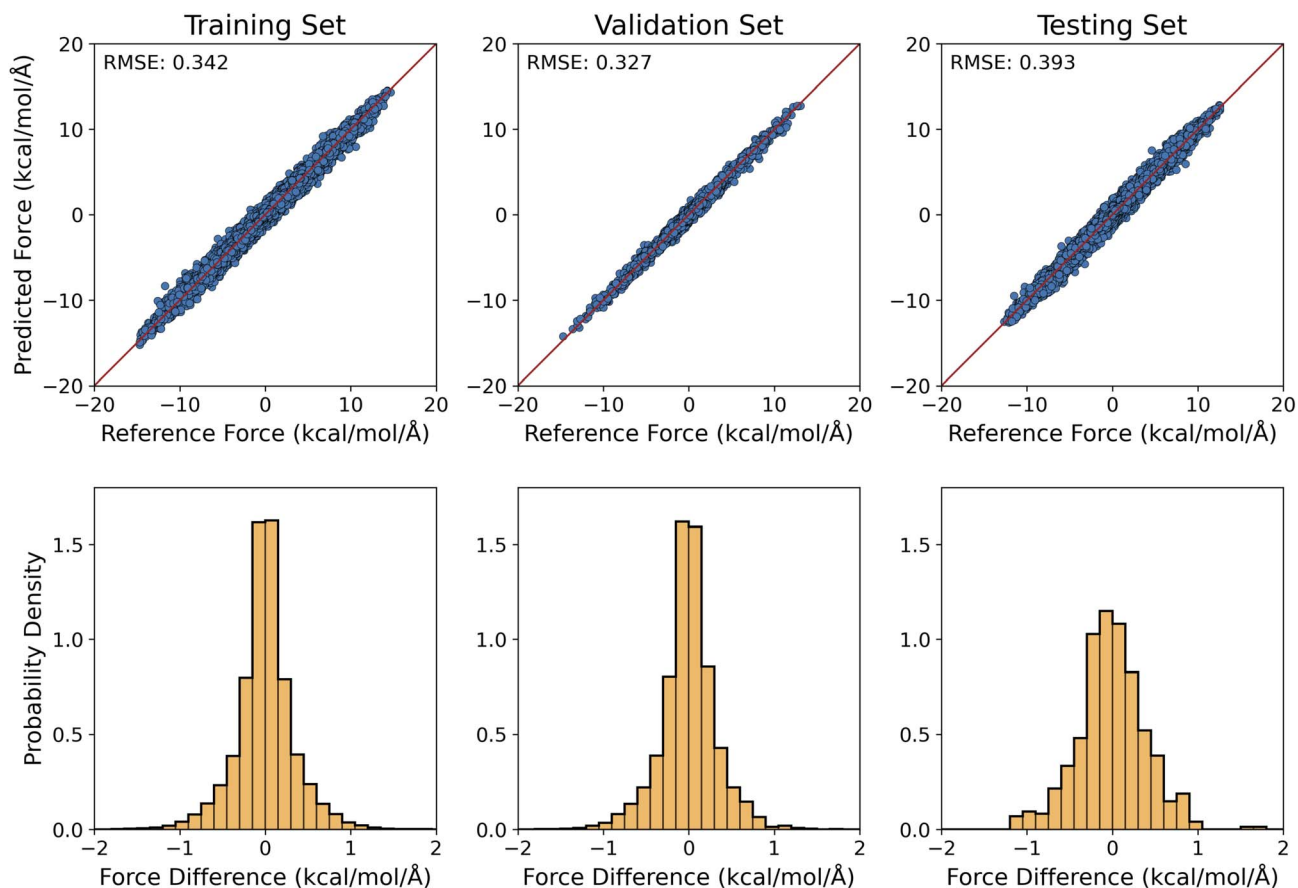 Training Set
Validation Set
Testing Set
RMSE: 0.342
RMSE: 0.327
RMSE: 0.393
Predicted Force (kcal/mol/Å)
20
10
0
−10
−20
−20 −10 0 10 20
Reference Force (kcal/mol/Å)
20
10
0
−10
−20
−20 −10 0 10 20
Reference Force (kcal/mol/Å)
20
10
0
−10
−20
−20 −10 0 10 20
Reference Force (kcal/mol/Å)
Probability Density
1.5
1.0
0.5
0.0
−2 −1 0 1 2
Force Difference (kcal/mol/Å)
1.5
1.0
0.5
0.0
−2 −1 0 1 2
Force Difference (kcal/mol/Å)
1.5
1.0
0.5
0.0
−2 −1 0 1 2
Force Difference (kcal/mol/Å)